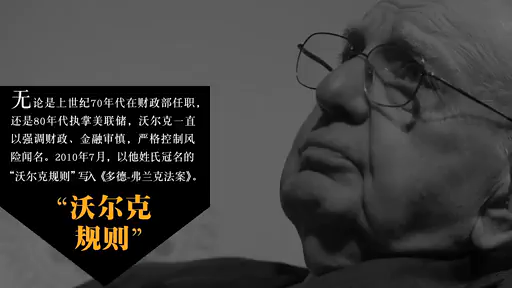 无论是上世纪70年代在财政部任职，
还是80年代执掌美联储，沃尔克一直
以强调财政、金融审慎，严格控制风
险闻名。2010年7月，以他姓氏冠名的
“沃尔克规则”写入《多德-弗兰克法案》。
“沃尔克
规则”